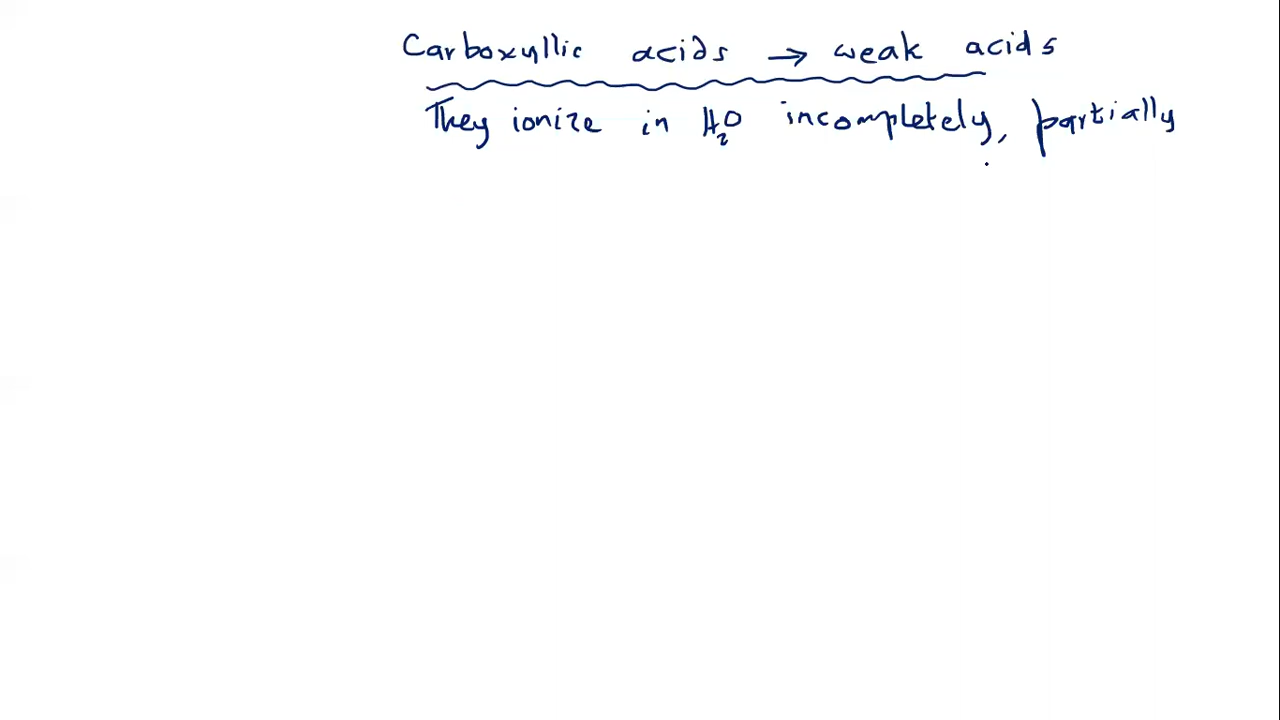 Carboxyllic acids → weak acids
They ionize in H₂O incompletely, partially